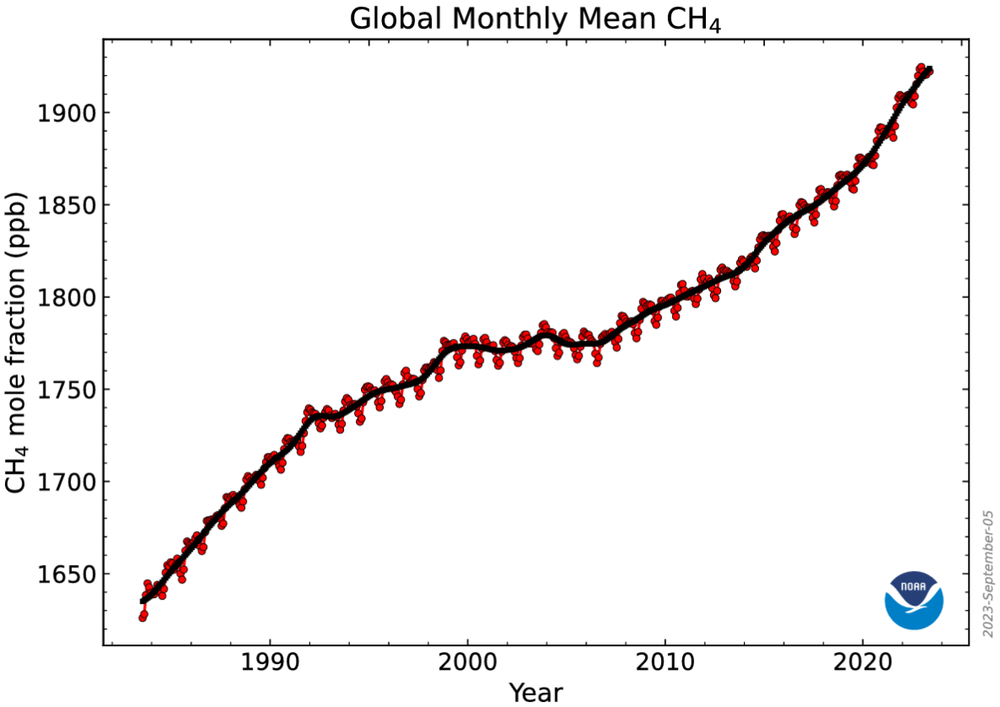 Global Monthly Mean CH₄
CH₄ mole fraction (ppb)
1900
1850
1800
1750
1700
1650
1990 2000 2010 2020
Year
NOAA
2023-September-05